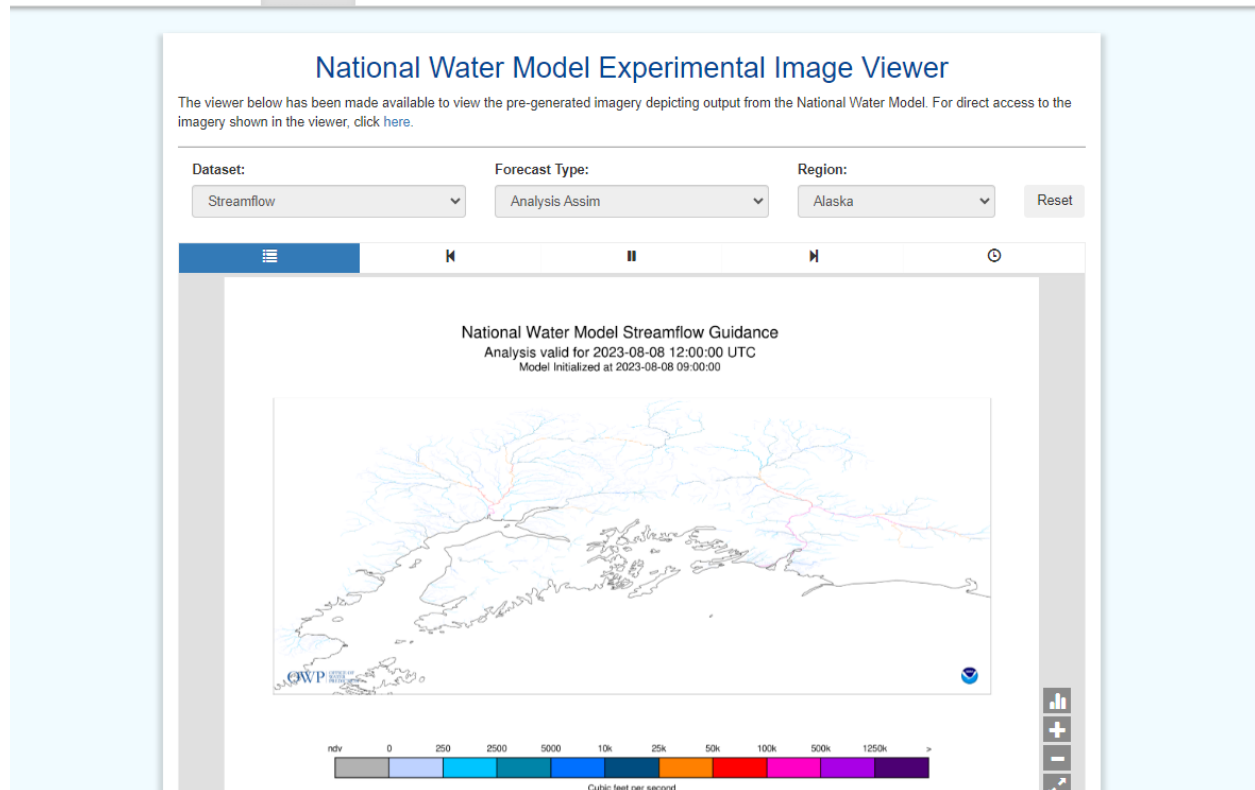 National Water Model Experimental Image Viewer
The viewer below has been made available to view the pre-generated imagery depicting output from the National Water Model. For direct access to the
imagery shown in the viewer, click here.
Dataset:
Forecast Type:
Region:
Streamflow
Analysis Assim
Alaska
Reset
National Water Model Streamflow Guidance
Analysis valid for 2023-08-08 12:00:00 UTC
Model Initialized at 2023-08-08 09:00:00
OWP
OFFICE OF
WATER
PREDICTION
ndv 0 250 2500 5000 10k 25k 50k 100k 500k 1250k >
Cubic feet per second